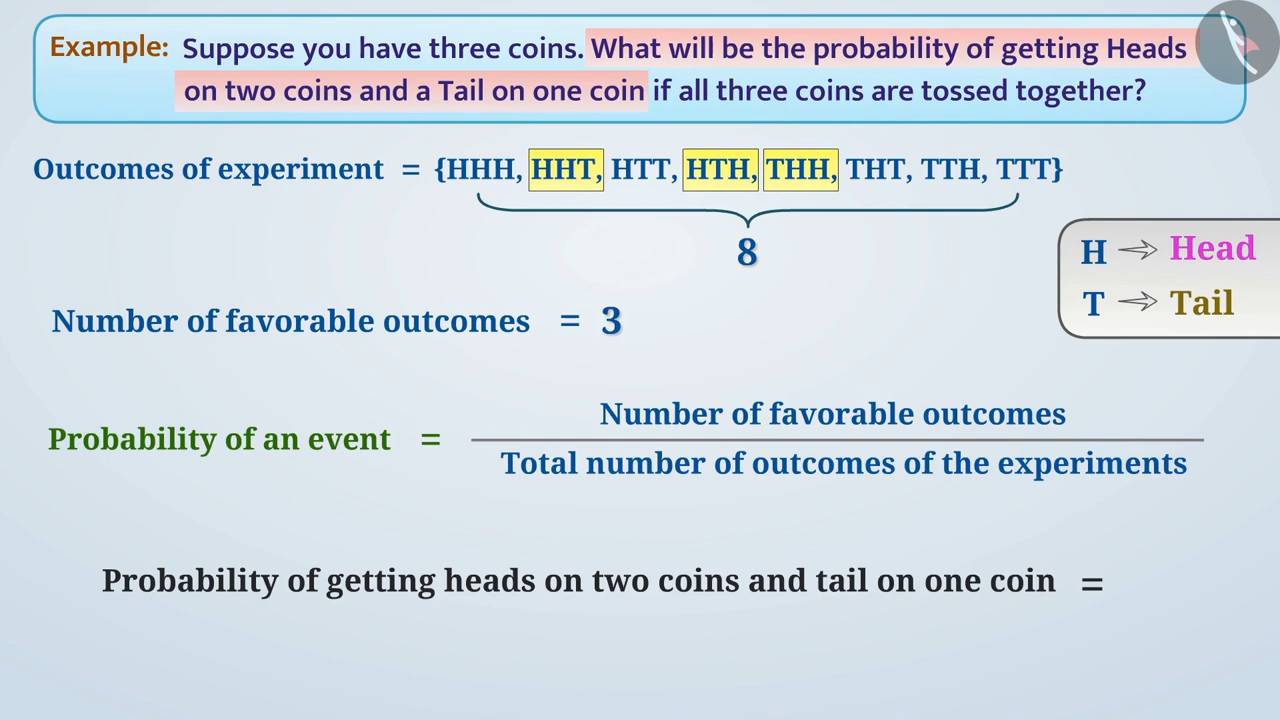 Example: Suppose you have three coins. What will be the probability of getting Heads
on two coins and a Tail on one coin if all three coins are tossed together?
Outcomes of experiment = {HHH, HHT, HTT, HTH, THH, THT, TTH, TTT}
8
H ⇒ Head
T ⇒ Tail
Number of favorable outcomes = 3
Number of favorable outcomes
Probability of an event =
Total number of outcomes of the experiments
Probability of getting heads on two coins and tail on one coin =